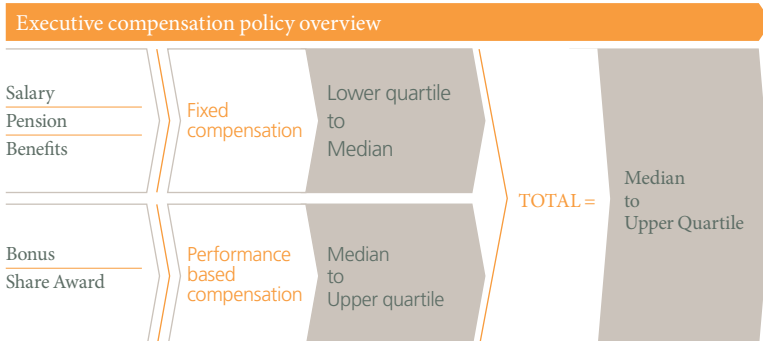 Executive compensation policy overview
Salary
Pension
Benefits
Fixed
compensation
Lower quartile
to
Median
Bonus
Share Award
Performance
based
compensation
Median
to
Upper quartile
TOTAL =
Median
to
Upper Quartile